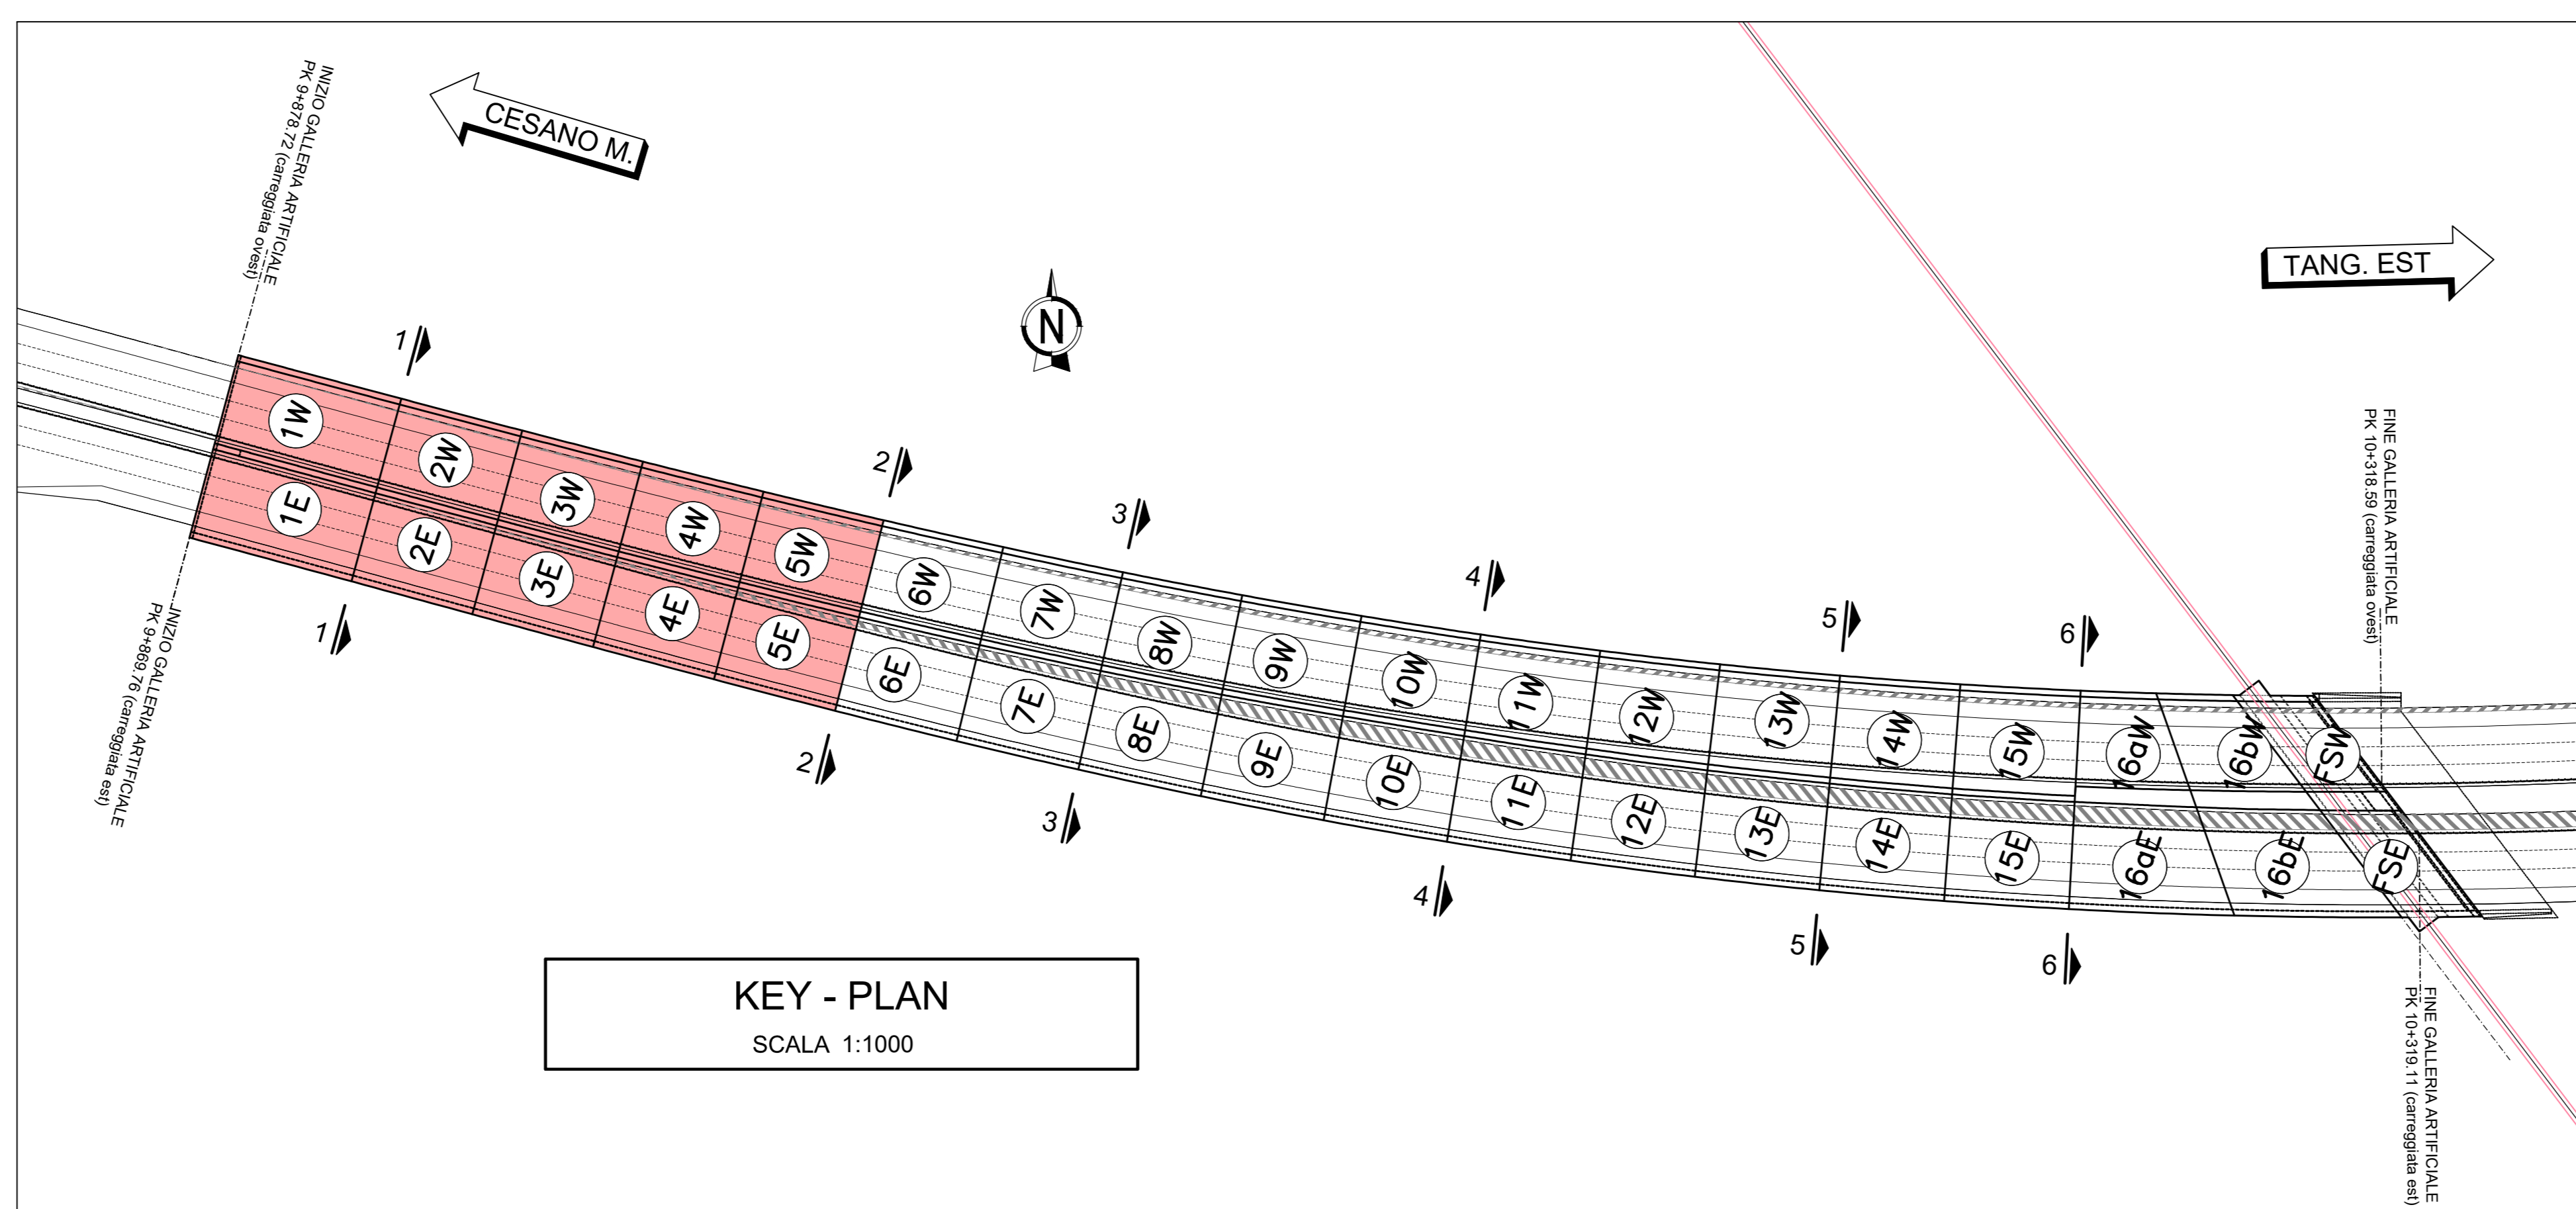 INIZIO GALLERIA ARTIFICIALE
PK 9+878.72 (carreggiata ovest)
CESANO M.
TANG. EST
N
1
2
3
4
5
6
FINE GALLERIA ARTIFICIALE
PK 10+318.59 (carreggiata ovest)
1W
2W
3W
4W
5W
6W
7W
8W
9W
10W
11W
12W
13W
14W
15W
16aW
16bW
FSW
1E
2E
3E
4E
5E
6E
7E
8E
9E
10E
11E
12E
13E
14E
15E
16aE
16bE
FSE
1
2
3
4
5
6
INIZIO GALLERIA ARTIFICIALE
PK 9+869.76 (carreggiata est)
FINE GALLERIA ARTIFICIALE
PK 10+319.11 (carreggiata est)
KEY - PLAN
SCALA 1:1000